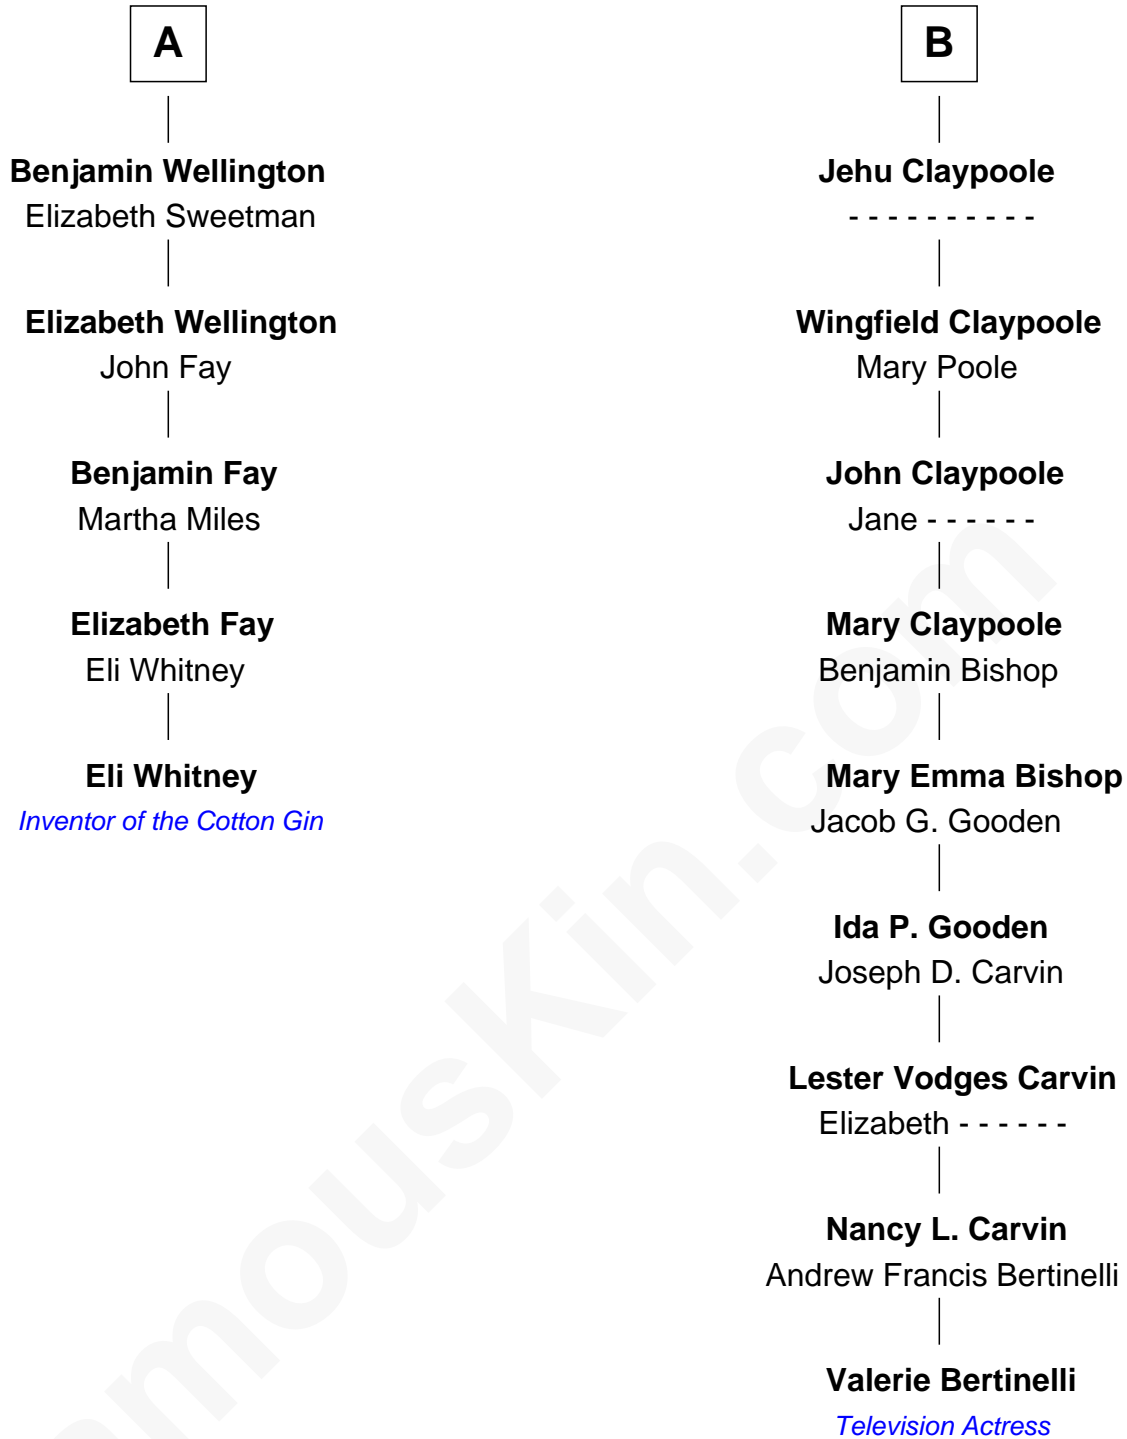 A
Benjamin Wellington
Elizabeth Sweetman
Elizabeth Wellington
John Fay
Benjamin Fay
Martha Miles
Elizabeth Fay
Eli Whitney
Eli Whitney
Inventor of the Cotton Gin
B
Jehu Claypoole
- - - - - - - - - -
Wingfield Claypoole
Mary Poole
John Claypoole
Jane - - - - - -
Mary Claypoole
Benjamin Bishop
Mary Emma Bishop
Jacob G. Gooden
Ida P. Gooden
Joseph D. Carvin
Lester Vodges Carvin
Elizabeth - - - - - -
Nancy L. Carvin
Andrew Francis Bertinelli
Valerie Bertinelli
Television Actress
amousKin.com